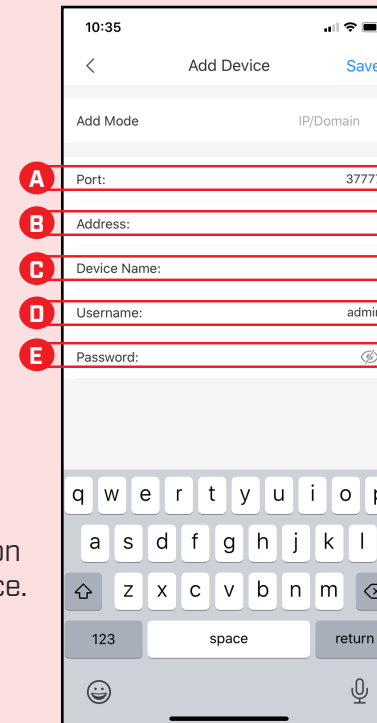 10:35
Add Device Save
Add Mode IP/Domain
A Port: 37777
B Address:
C Device Name:
D Username: admin
E Password:
q w e r t y u i o p
a s d f g h j k l
on
z x c v b n m
ce.
123 space return